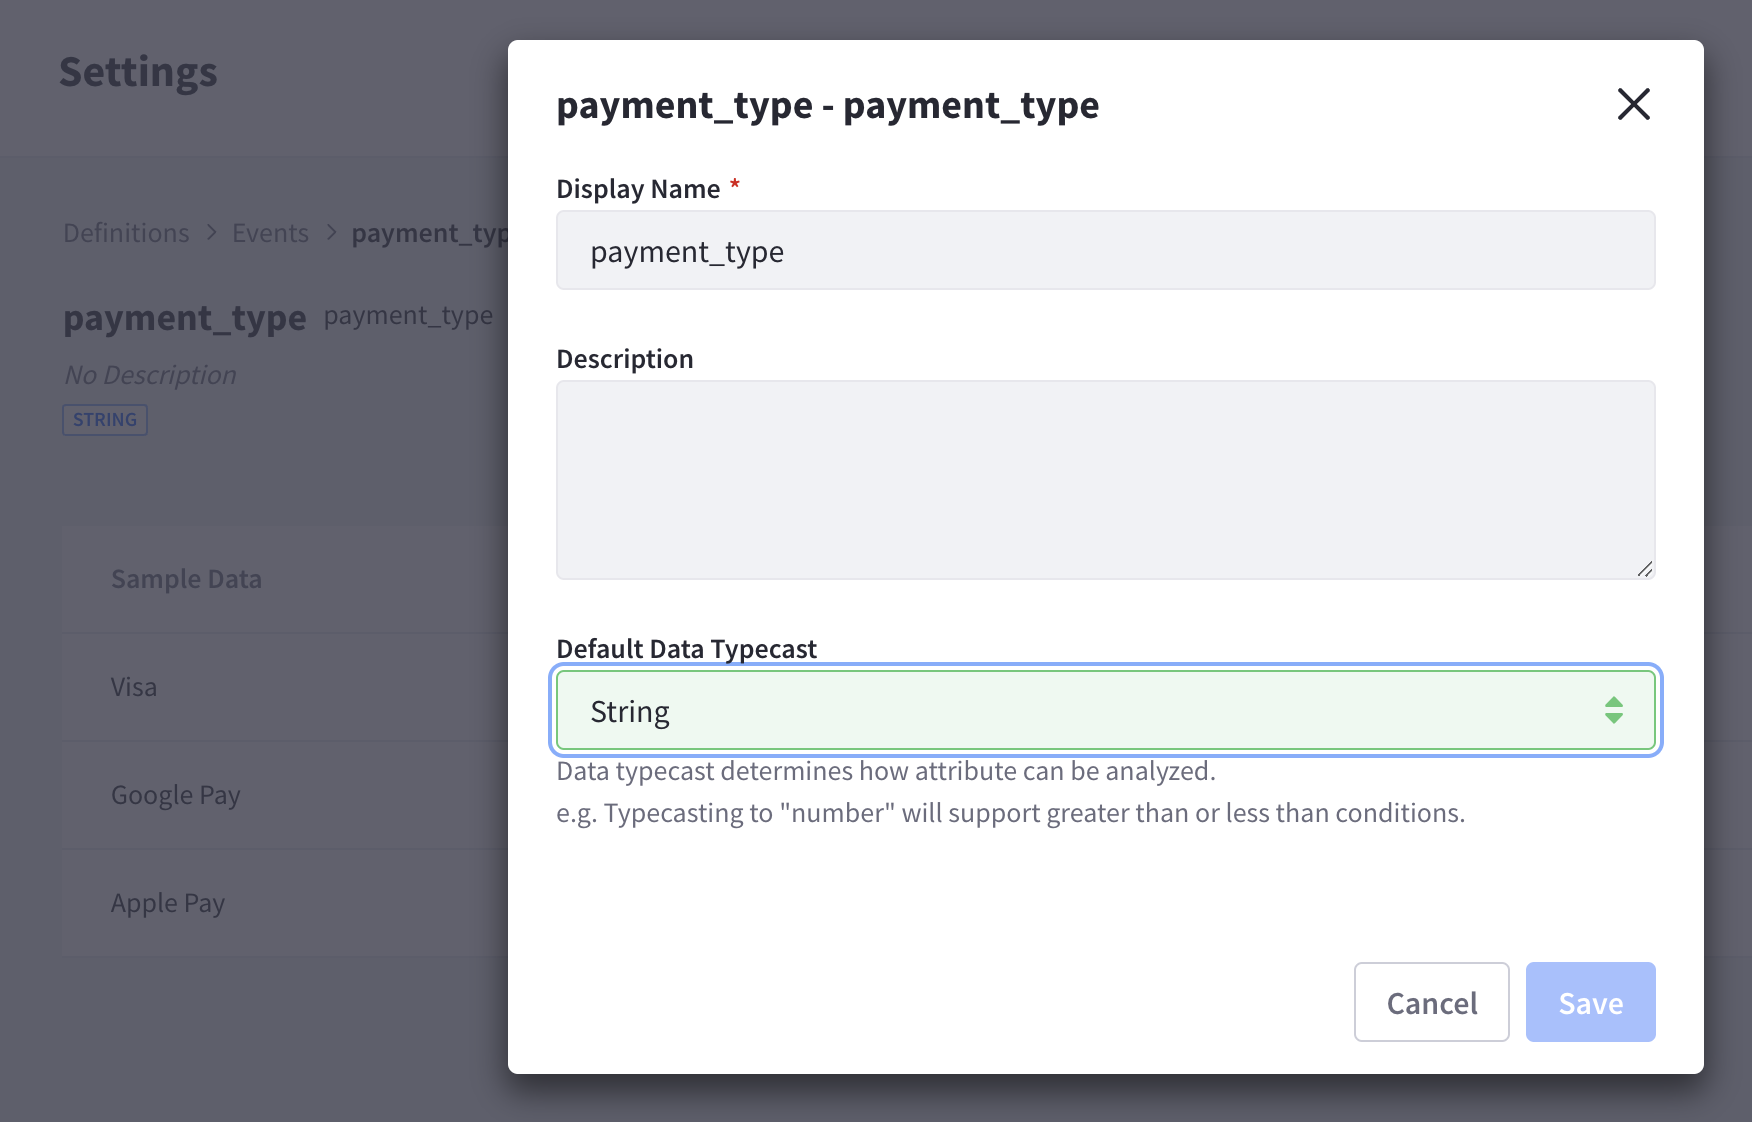 Settings
Definitions > Events > payment_typ
payment_type payment_type
No Description
STRING
Sample Data
Visa
Google Pay
Apple Pay
payment_type - payment_type
Display Name *
payment_type
Description
Default Data Typecast
String
Data typecast determines how attribute can be analyzed.
e.g. Typecasting to "number" will support greater than or less than conditions.
Cancel
Save